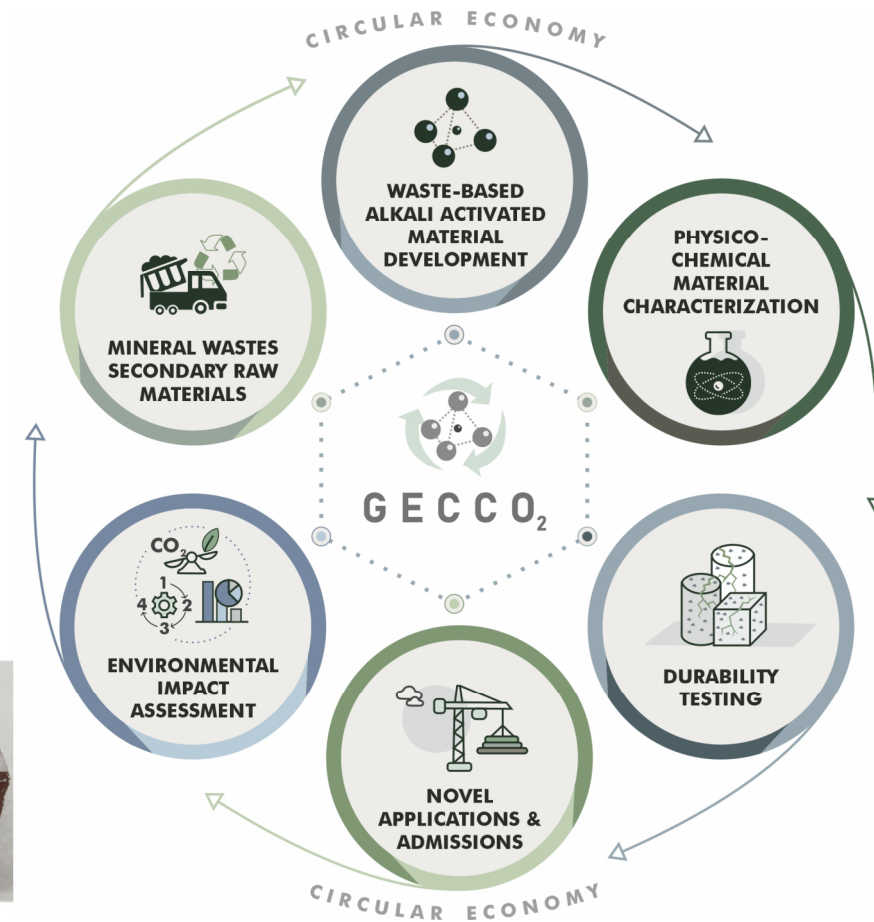 CIRCULAR ECONOMY
WASTE-BASED
ALKALI ACTIVATED
MATERIAL
DEVELOPMENT
PHYSICO-
CHEMICAL
MATERIAL
CHARACTERIZATION
MINERAL WASTES
SECONDARY RAW
MATERIALS
GECCO2
CO2
1
4 2
3
ENVIRONMENTAL
IMPACT
ASSESSMENT
DURABILITY
TESTING
NOVEL
APPLICATIONS &
ADMISSIONS
CIRCULAR ECONOMY